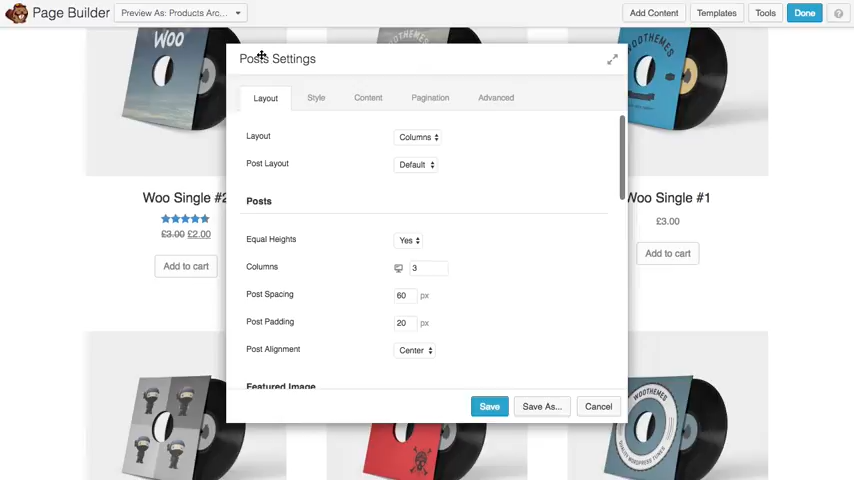 Page Builder
Preview As: Products Arc...
Add Content
Templates
Tools
Done
WOO
WOOTHEMES
Posts Settings
Layout
Style
Content
Pagination
Advanced
Layout
Columns
Post Layout
Default
Posts
Equal Heights
Yes
Columns
3
Post Spacing
60 px
Post Padding
20 px
Post Alignment
Center
Featured Image
Save
Save As...
Cancel
Woo Single #2
£3.00 £2.00
Add to cart
Woo Single #1
£3.00
Add to cart
WOOTHEMES